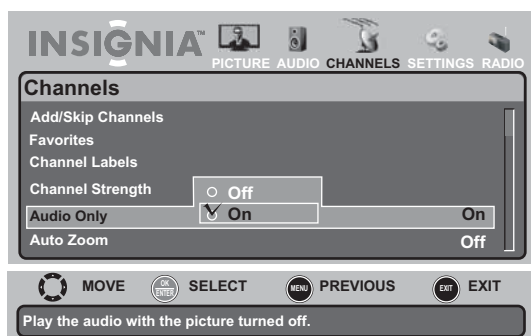 INSIGNIA™
PICTURE AUDIO CHANNELS SETTINGS RADIO
Channels
Add/Skip Channels
Favorites
Channel Labels
Channel Strength
Off
On
Audio Only On
Auto Zoom Off
MOVE OK ENTER SELECT MENU PREVIOUS EXIT EXIT
Play the audio with the picture turned off.